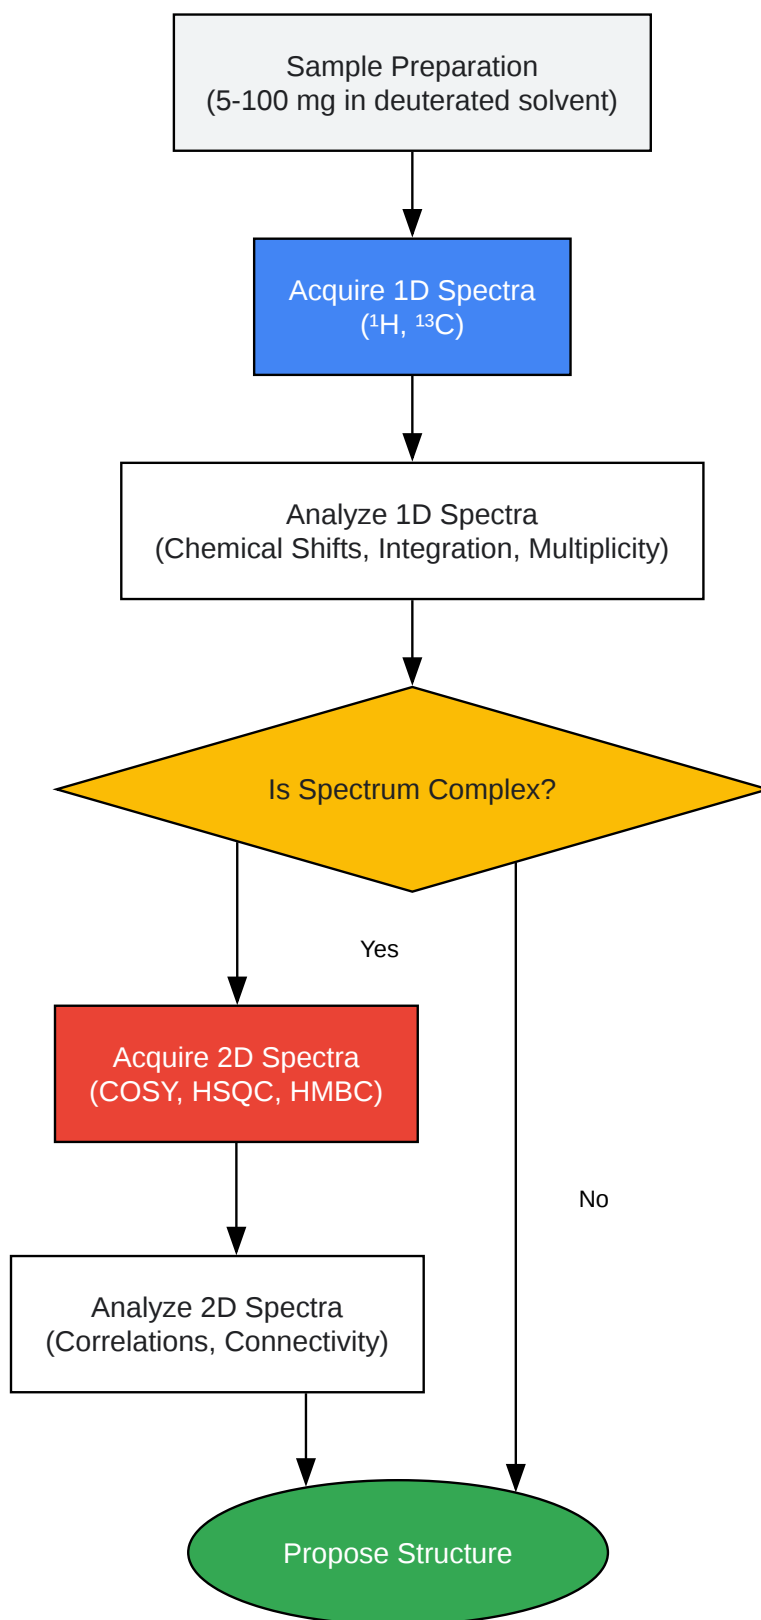 Sample Preparation
(5-100 mg in deuterated solvent)
Acquire 1D Spectra
(¹H, ¹³C)
Analyze 1D Spectra
(Chemical Shifts, Integration, Multiplicity)
Is Spectrum Complex?
Yes
Acquire 2D Spectra
(COSY, HSQC, HMBC)
No
Analyze 2D Spectra
(Correlations, Connectivity)
Propose Structure